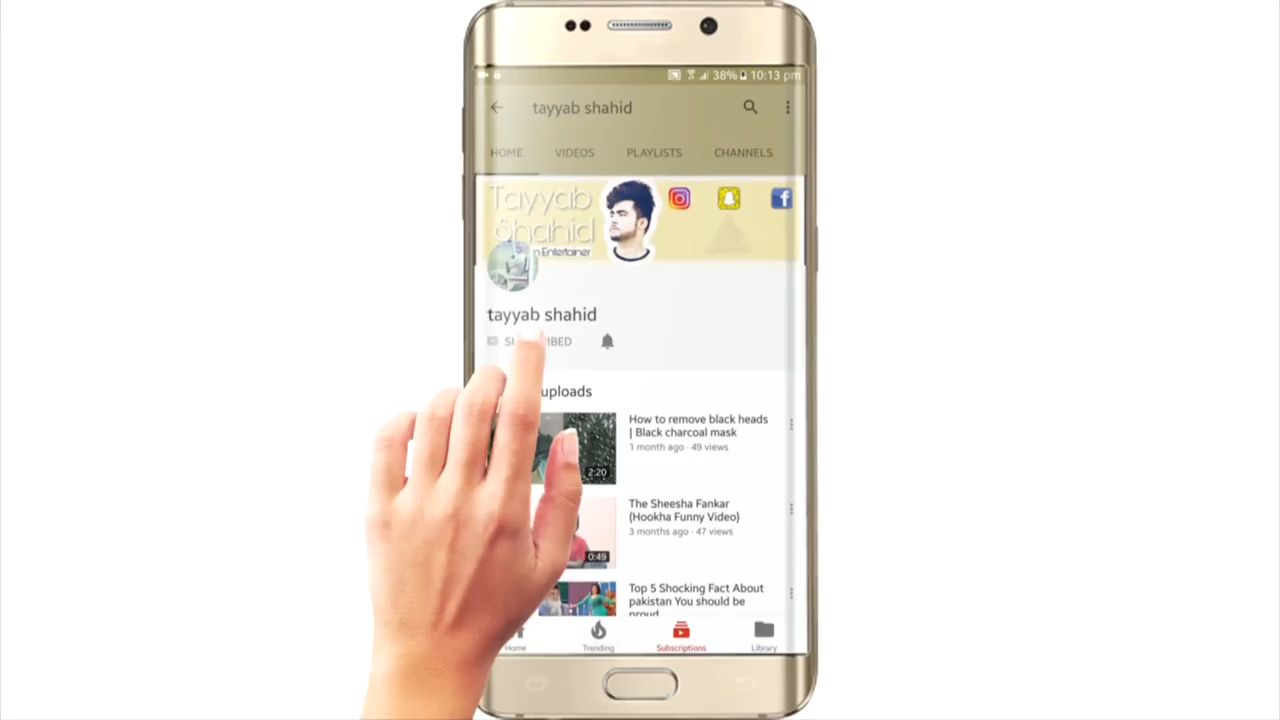 38% 10:13 pm
tayyab shahid
HOME VIDEOS PLAYLISTS CHANNELS
Tayyab
Shahid
Entertainer
tayyab shahid
uploads
How to remove black heads
| Black charcoal mask
1 month ago · 49 views
2:20
The Sheesha Fankar
(Hookha Funny Video)
3 months ago · 47 views
0:49
Top 5 Shocking Fact About
pakistan You should be
proud
Home Trending Subscriptions Library